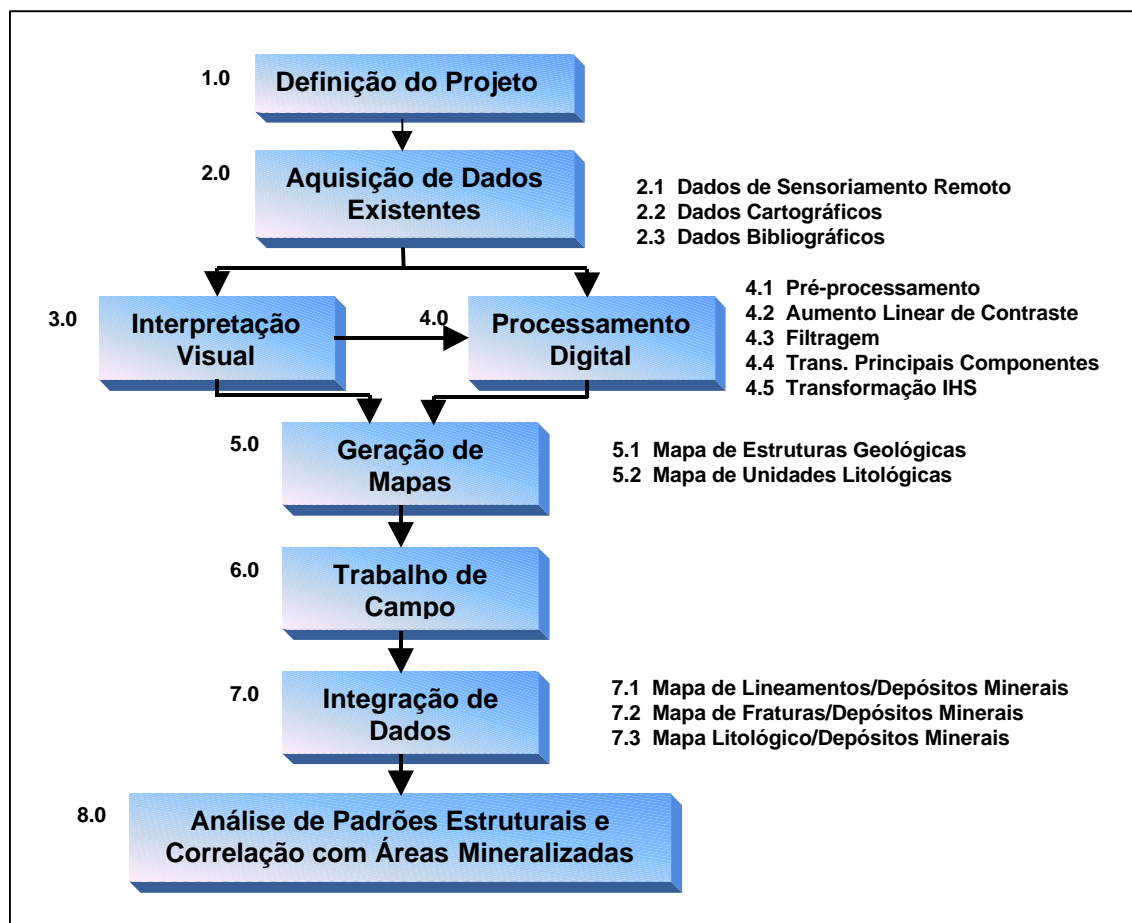 1.0
Definição do Projeto
2.0
Aquisição de Dados
Existentes
2.1 Dados de Sensoriamento Remoto
2.2 Dados Cartográficos
2.3 Dados Bibliográficos
3.0
Interpretação
Visual
4.0
Processamento
Digital
4.1 Pré-processamento
4.2 Aumento Linear de Contraste
4.3 Filtragem
4.4 Trans. Principais Componentes
4.5 Transformação IHS
5.0
Geração de
Mapas
5.1 Mapa de Estruturas Geológicas
5.2 Mapa de Unidades Litológicas
6.0
Trabalho de
Campo
7.0
Integração de
Dados
7.1 Mapa de Lineamentos/Depósitos Minerais
7.2 Mapa de Fraturas/Depósitos Minerais
7.3 Mapa Litológico/Depósitos Minerais
8.0
Análise de Padrões Estruturais e
Correlação com Áreas Mineralizadas